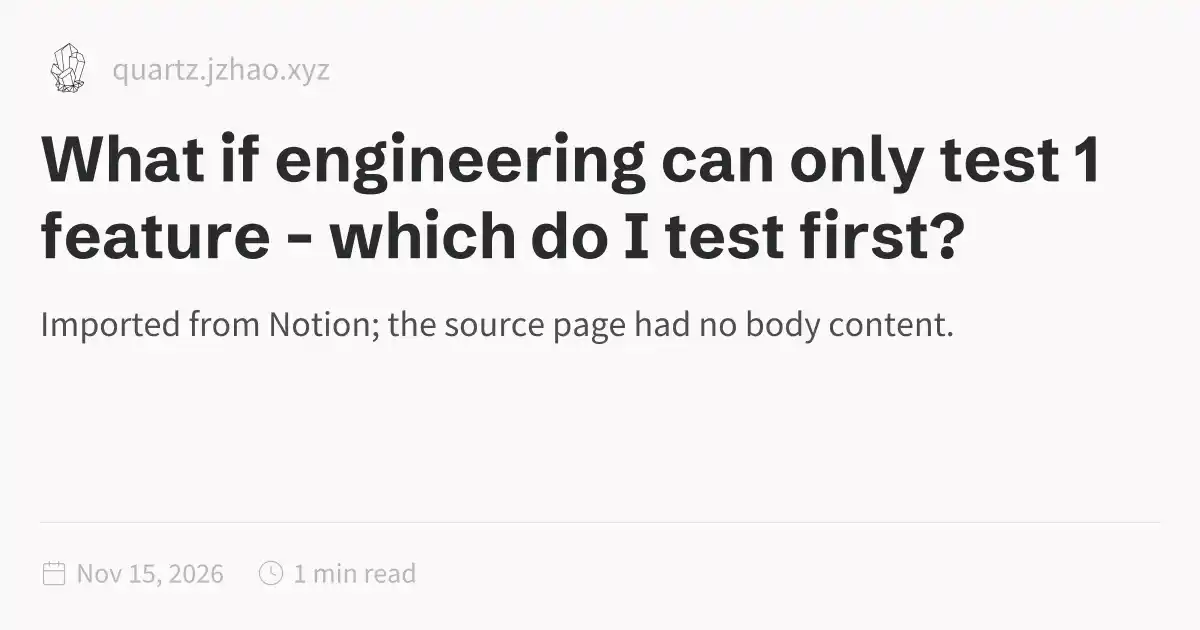 quartz.jzhao.xyz
What if engineering can only test 1
feature – which do I test first?
Imported from Notion; the source page had no body content.
Nov 15, 2026 1 min read